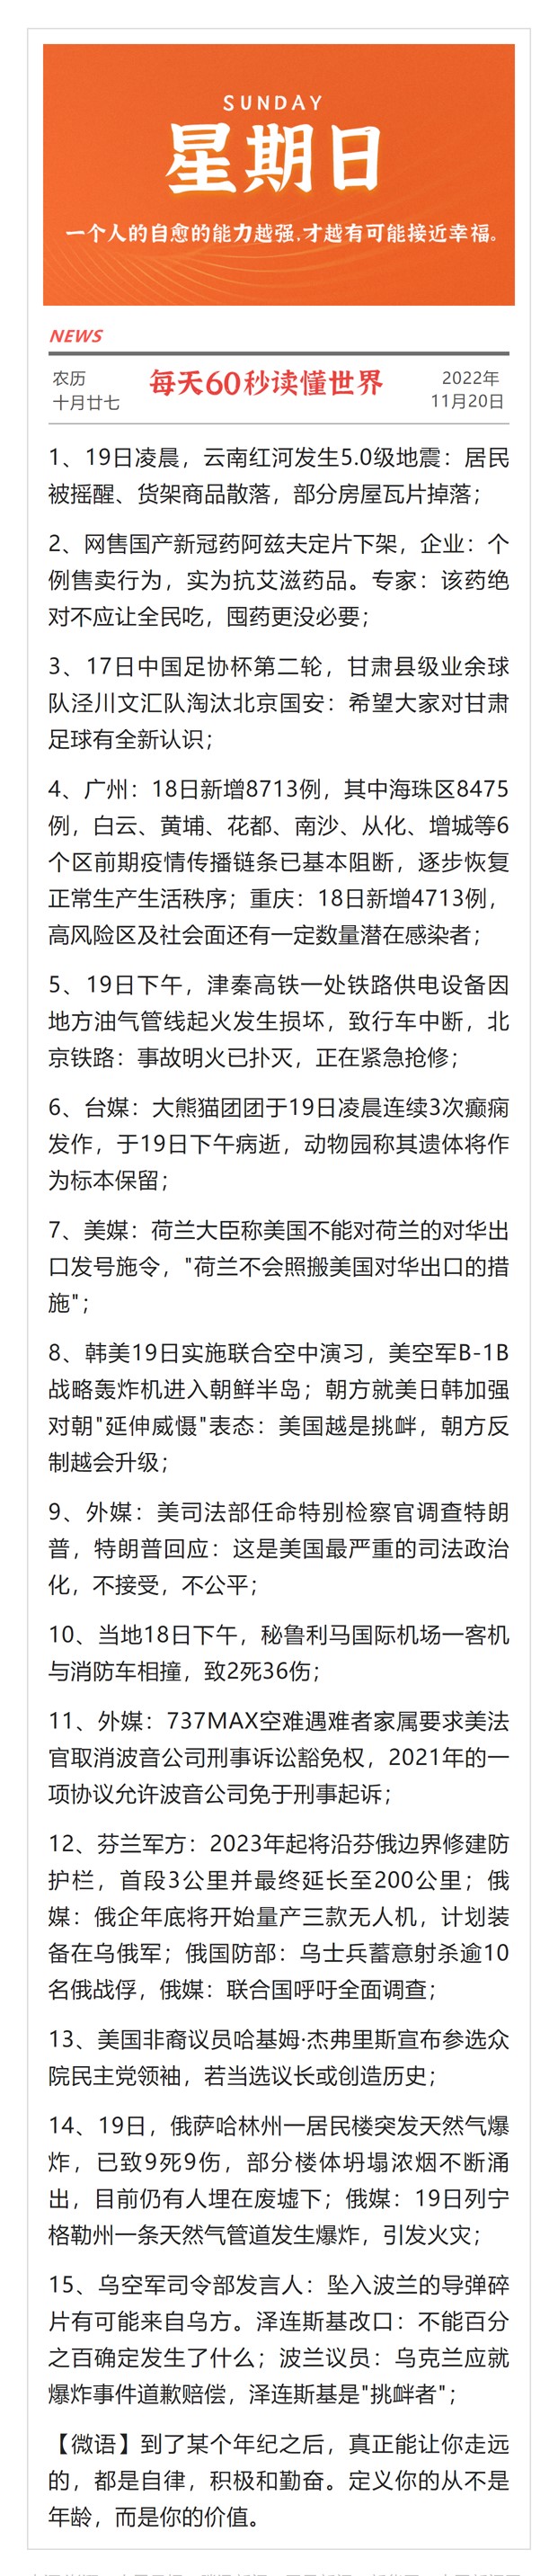 SUNDAY
星期日
一个人的自愈的能力越强，才越有可能接近幸福。
NEWS
农历
十月廿七
每天60秒读懂世界
2022年
11月20日
1、19日凌晨，云南红河发生5.0级地震：居民
被摇醒、货架商品散落，部分房屋瓦片掉落；
2、网售国产新冠药阿兹夫定片下架，企业：个
例售卖行为，实为抗艾滋药品。专家：该药绝
对不应让全民吃，囤药更没必要；
3、17日中国足协杯第二轮，甘肃县级业余球
队泾川文汇队淘汰北京国安：希望大家对甘肃
足球有全新认识；
4、广州：18日新增8713例，其中海珠区8475
例，白云、黄埔、花都、南沙、从化、增城等6
个区前期疫情传播链条已基本阻断，逐步恢复
正常生产生活秩序；重庆：18日新增4713例，
高风险区及社会面还有一定数量潜在感染者；
5、19日下午，津秦高铁一处铁路供电设备因
地方油气管线起火发生损坏，致行车中断，北
京铁路：事故明火已扑灭，正在紧急抢修；
6、台媒：大熊猫团团于19日凌晨连续3次癫痫
发作，于19日下午病逝，动物园称其遗体将作
为标本保留；
7、美媒：荷兰大臣称美国不能对荷兰的对华出
口发号施令，"荷兰不会照搬美国对华出口的措
施"；
8、韩美19日实施联合空中演习，美空军B-1B
战略轰炸机进入朝鲜半岛；朝方就美日韩加强
对朝"延伸威慑"表态：美国越是挑衅，朝方反
制越会升级；
9、外媒：美司法部任命特别检察官调查特朗
普，特朗普回应：这是美国最严重的司法政治
化，不接受，不公平；
10、当地18日下午，秘鲁利马国际机场一客机
与消防车相撞，致2死36伤；
11、外媒：737MAX空难遇难者家属要求美法
官取消波音公司刑事诉讼豁免权，2021年的一
项协议允许波音公司免于刑事起诉；
12、芬兰军方：2023年起将沿芬俄边界修建防
护栏，首段3公里并最终延长至200公里；俄
媒：俄企年底将开始量产三款无人机，计划装
备在乌俄军；俄国防部：乌士兵蓄意射杀逾10
名俄战俘，俄媒：联合国呼吁全面调查；
13、美国非裔议员哈基姆·杰弗里斯宣布参选众
院民主党领袖，若当选议长或创造历史；
14、19日，俄萨哈林州一居民楼突发天然气爆
炸，已致9死9伤，部分楼体坍塌浓烟不断涌
出，目前仍有人埋在废墟下；俄媒：19日列宁
格勒州一条天然气管道发生爆炸，引发火灾；
15、乌空军司令部发言人：坠入波兰的导弹碎
片有可能来自乌方。泽连斯基改口：不能百分
之百确定发生了什么；波兰议员：乌克兰应就
爆炸事件道歉赔偿，泽连斯基是"挑衅者"；
【微语】到了某个年纪之后，真正能让你走远
的，都是自律，积极和勤奋。定义你的从不是
年龄，而是你的价值。